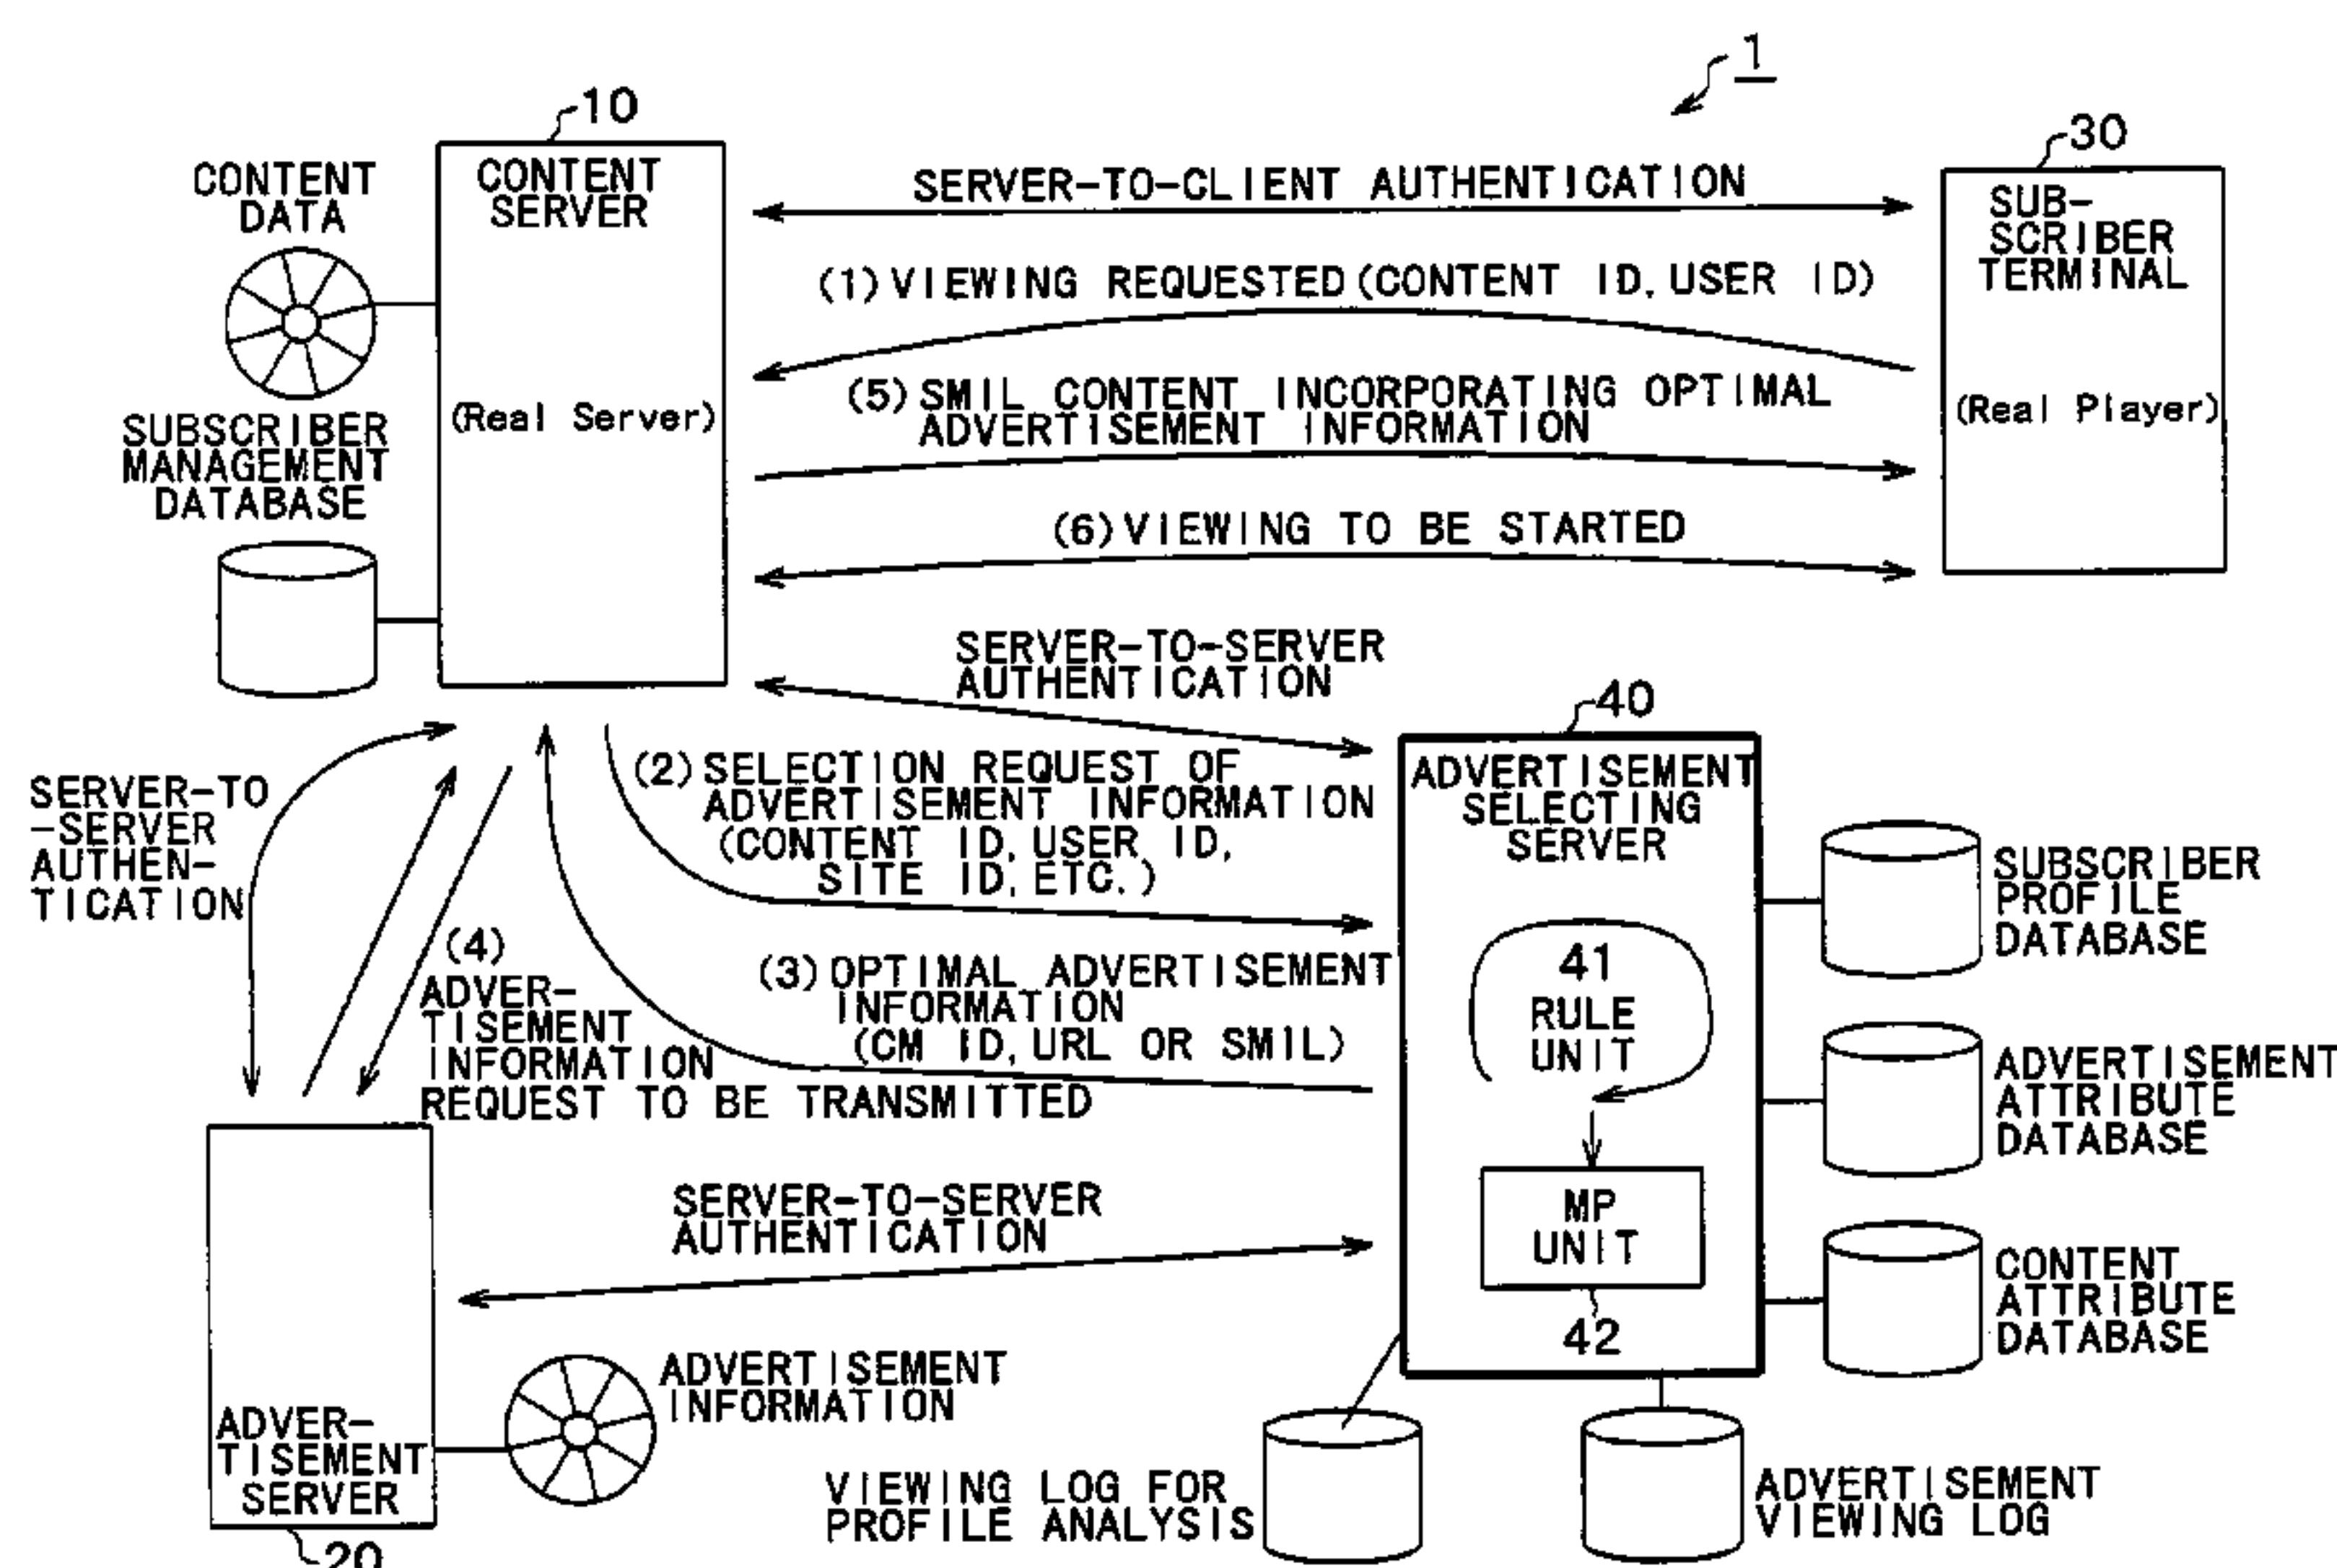 1
10
CONTENT
DATA
CONTENT
SERVER
(Real Server)
SUBSCRIBER
MANAGEMENT
DATABASE
30
SUB-
SCRIBER
TERMINAL
(Real Player)
SERVER-TO-CLIENT AUTHENTICATION
(1) VIEWING REQUESTED (CONTENT ID, USER ID)
(5) SMIL CONTENT INCORPORATING OPTIMAL
ADVERTISEMENT INFORMATION
(6) VIEWING TO BE STARTED
SERVER-TO-SERVER
AUTHENTICATION
SERVER-TO
-SERVER
AUTHEN-
TICATION
(2) SELECTION REQUEST OF
ADVERTISEMENT INFORMATION
(CONTENT ID, USER ID,
SITE ID, ETC.)
(3) OPTIMAL ADVERTISEMENT
INFORMATION
(CM ID, URL OR SMIL)
(4)
ADVER-
TISEMENT
INFORMATION
REQUEST TO BE TRANSMITTED
40
ADVERTISEMENT
SELECTING
SERVER
41
RULE
UNIT
MP
UNIT
42
SUBSCRIBER
PROFILE
DATABASE
ADVERTISEMENT
ATTRIBUTE
DATABASE
CONTENT
ATTRIBUTE
DATABASE
SERVER-TO-SERVER
AUTHENTICATION
ADVER-
TISEMENT
SERVER
20
ADVERTISEMENT
INFORMATION
VIEWING LOG FOR
PROFILE ANALYSIS
ADVERTISEMENT
VIEWING LOG